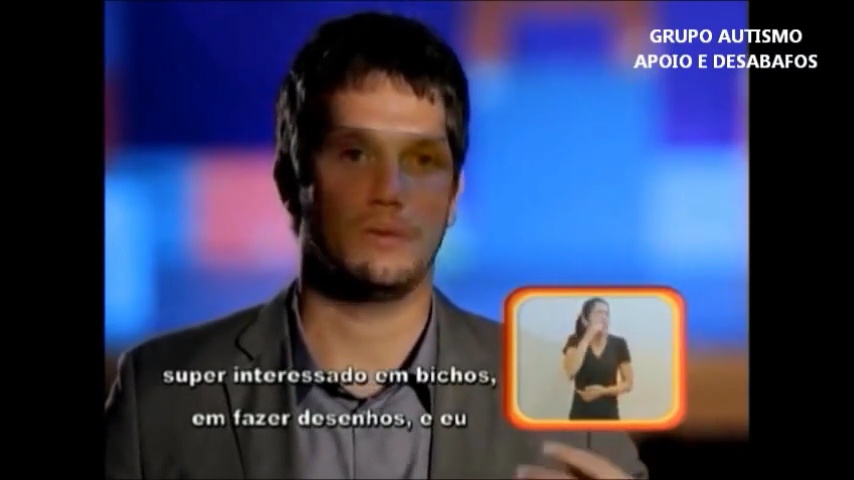 GRUPO AUTISMO
APOIO E DESABAFOS
super interessado em bichos,
em fazer desenhos, e eu